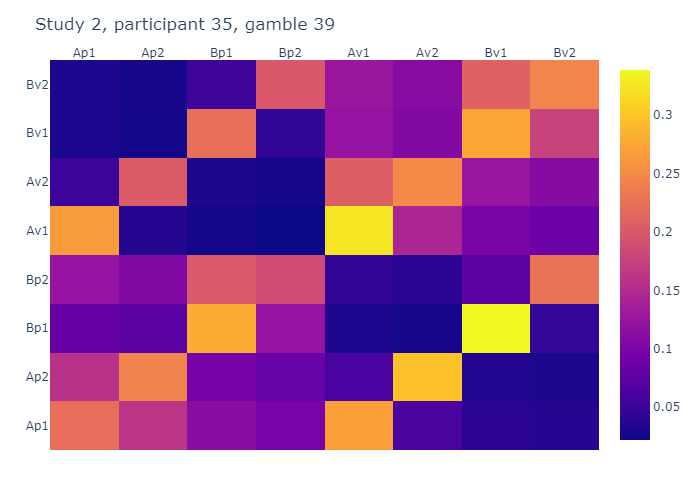 Study 2, participant 35, gamble 39
Ap1 Ap2 Bp1 Bp2 Av1 Av2 Bv1 Bv2
Bv2
Bv1
Av2
Av1
Bp2
Bp1
Ap2
Ap1
0.3
0.25
0.2
0.15
0.1
0.05